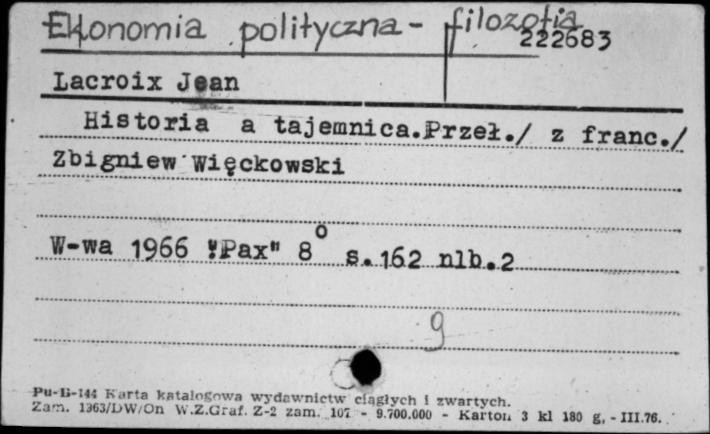 Ekonomia polityczna - filozofia
222683
Lacroix Jean
Historia a tajemnica.Przeł./ z franc./
Zbigniew Więckowski
W-wa 1966 "Pax" 8° s.162 nlb.2
g
Pu-B-144 Karta katalogowa wydawnictw ciągłych i zwartych.
Zam. 1363/DW/On W.Z.Graf. Z-2 zam. 107 - 9.700.000 - Karton 3 kl 180 g, - III.76.